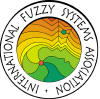 INTERNATIONAL FUZZY SYSTEMS ASSOCIATION